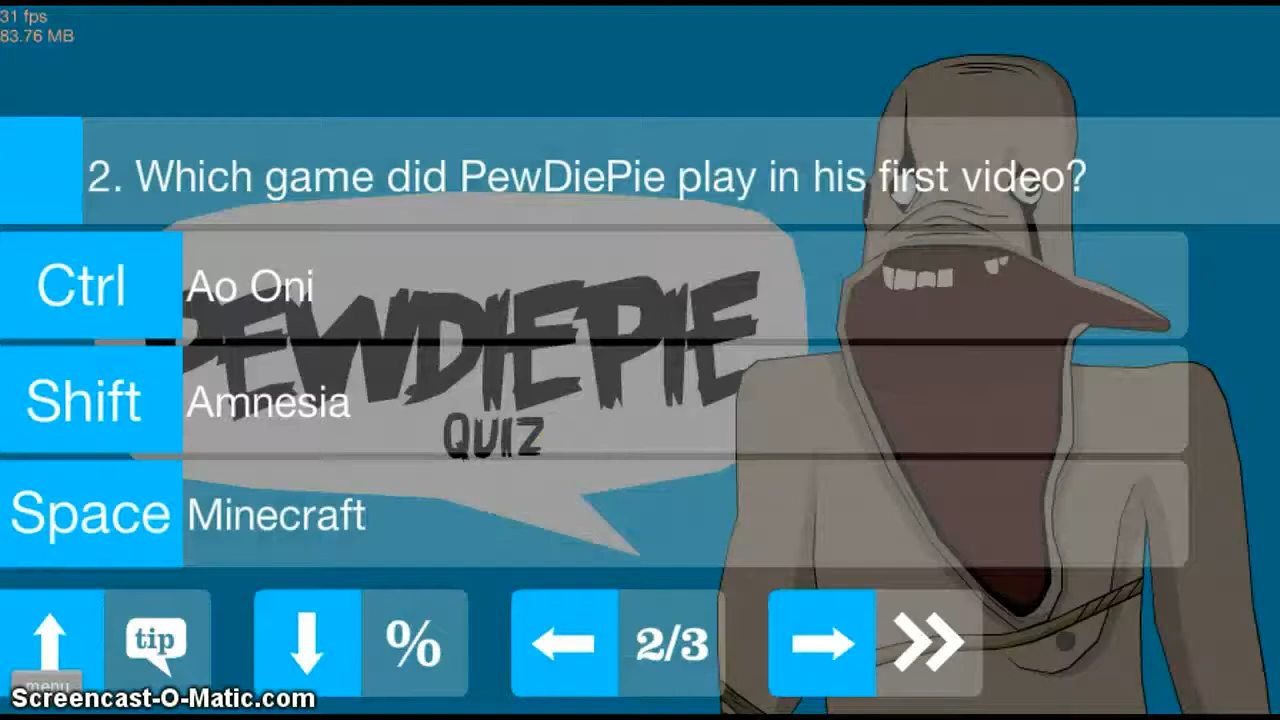 31 fps
83.76 MB
2. Which game did PewDiePie play in his first video?
Ctrl
Ao Oni
PEWDIEPIE
Shift
Amnesia
QUIZ
Space
Minecraft
tip
%
2/3
menu
Screencast-O-Matic.com